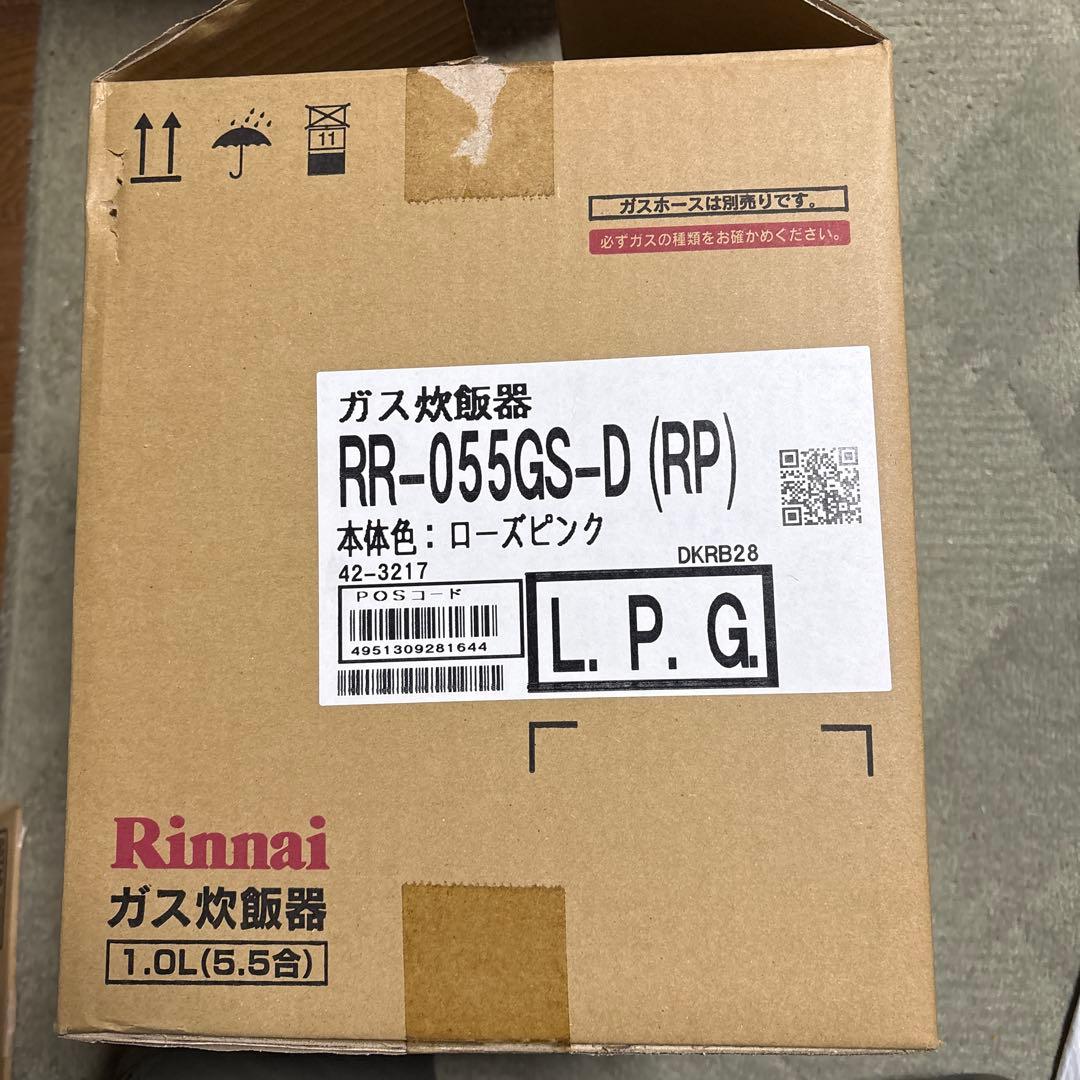 11
ガスホースは別売りです。
必ずガスの種類をお確かめください。
ガス炊飯器
RR-055GS-D(RP)
本体色：ローズピンク
42-3217
DKRB28
POSコード
4951309281644
L.P.G.
Rinnai
ガス炊飯器
1.0L(5.5合)